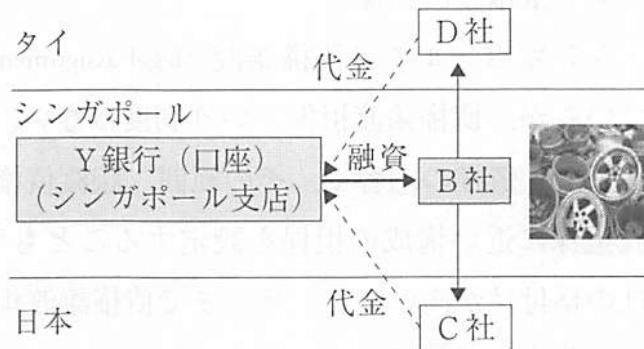 タイ
D社
代金
シンガポール
Y銀行（口座）
（シンガポール支店）
融資
B社
代金
日本
C社